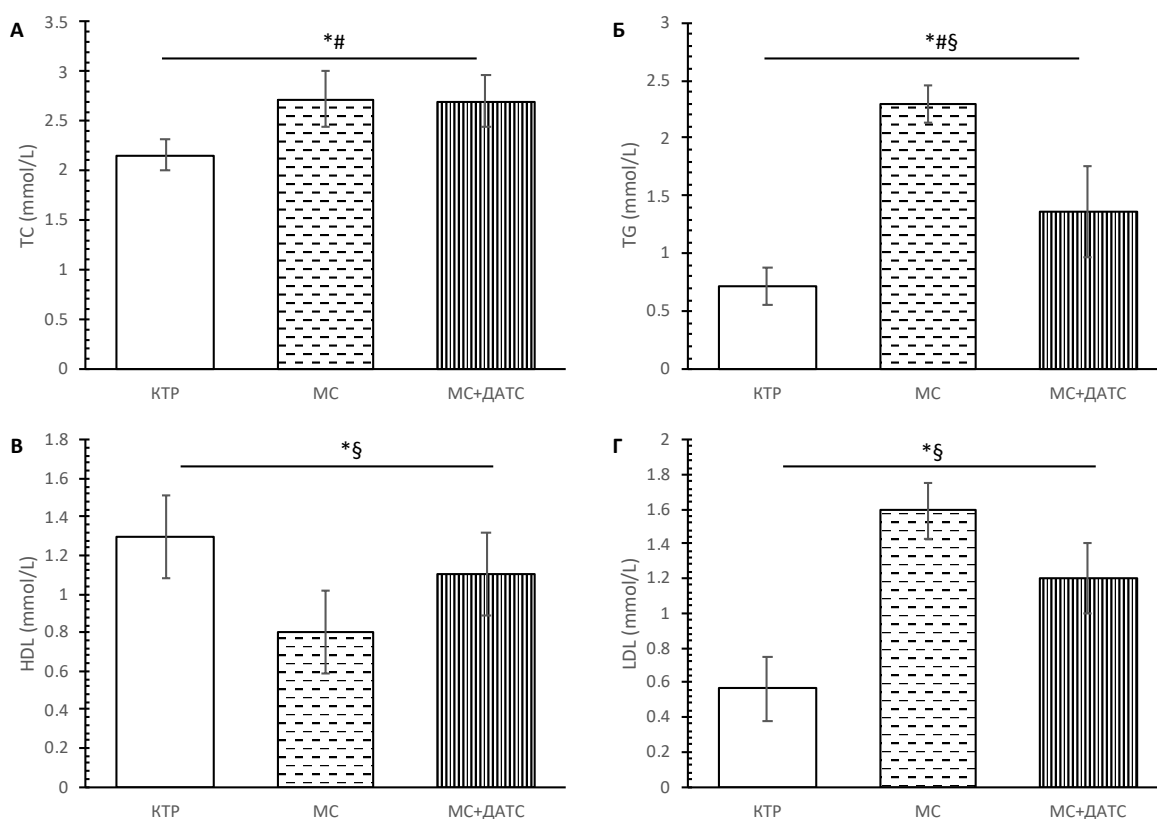 А
*#
3.5
3
2.5
2
1.5
1
0.5
0
TC (mmol/L)
КТР
МС
МС+ДАТС
Б
*#§
3
2.5
2
1.5
1
0.5
0
TG (mmol/L)
КТР
МС
МС+ДАТС
В
*§
1.8
1.6
1.4
1.2
1
0.8
0.6
0.4
0.2
0
HDL (mmol/L)
КТР
МС
МС+ДАТС
Г
*§
2
1.8
1.6
1.4
1.2
1
0.8
0.6
0.4
0.2
0
LDL (mmol/L)
КТР
МС
МС+ДАТС